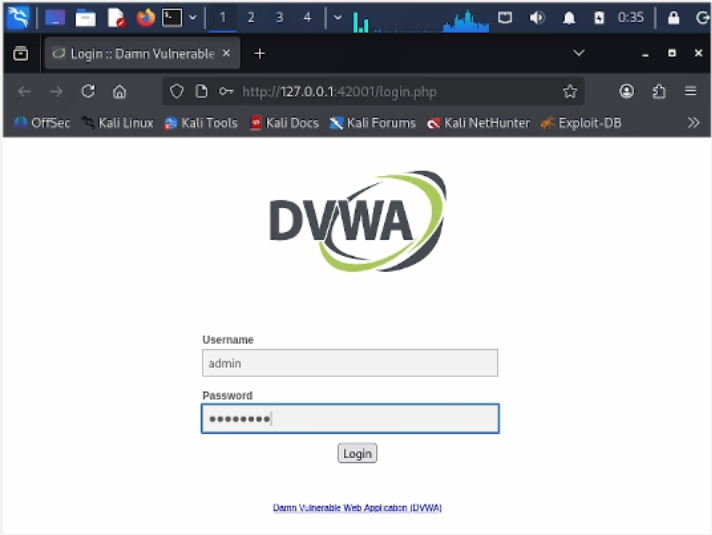 1 2 3 4 0:35
Login :: Damn Vulnerable
http://127.0.0.1:42001/login.php
OffSec Kali Linux Kali Tools Kali Docs Kali Forums Kali NetHunter Exploit-DB
DVWA
Username
admin
Password
Login
Damn Vulnerable Web Application (DVWA)